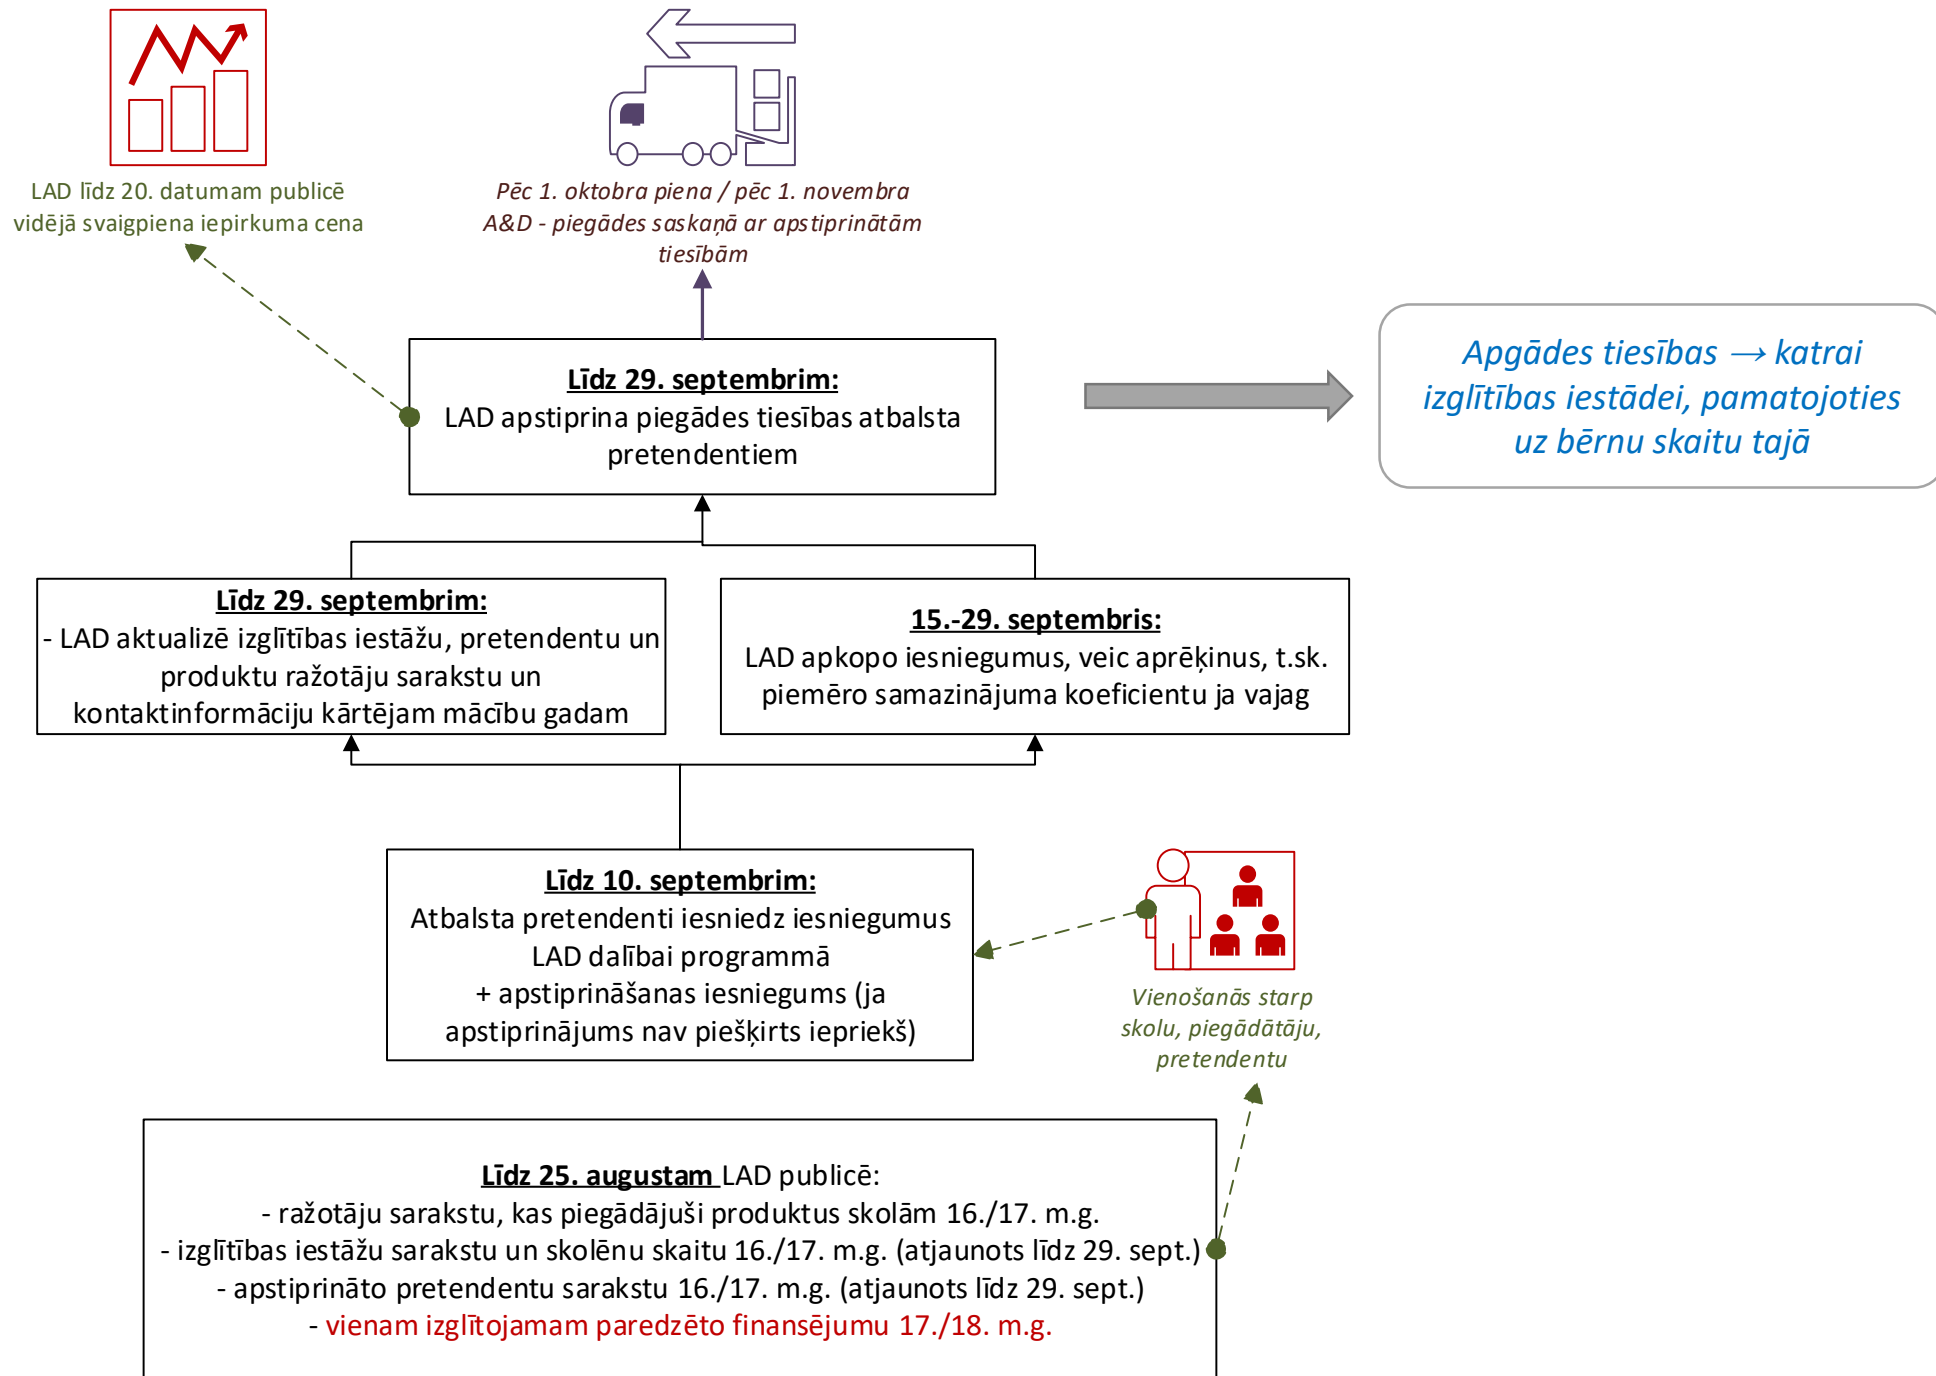 LAD līdz 20. datumam publicē
vidējā svaigpiena iepirkuma cena
Pēc 1. oktobra piena / pēc 1. novembra
A&D - piegādes saskaņā ar apstiprinātām
tiesībām
Līdz 29. septembrim:
LAD apstiprina piegādes tiesības atbalsta
pretendentiem
Apgādes tiesības → katrai
izglītības iestādei, pamatojoties
uz bērnu skaitu tajā
Līdz 29. septembrim:
- LAD aktualizē izglītības iestāžu, pretendentu un
produktu ražotāju sarakstu un
kontaktinformāciju kārtējam mācību gadam
15.-29. septembris:
LAD apkopo iesniegumus, veic aprēķinus, t.sk.
piemēro samazinājuma koeficientu ja vajag
Līdz 10. septembrim:
Atbalsta pretendenti iesniedz iesniegumus
LAD dalībai programmā
+ apstiprināšanas iesniegums (ja
apstiprinājums nav piešķirts iepriekš)
Vienošanās starp
skolu, piegādātāju,
pretendentu
Līdz 25. augustam LAD publicē:
- ražotāju sarakstu, kas piegādājuši produktus skolām 16./17. m.g.
- izglītības iestāžu sarakstu un skolēnu skaitu 16./17. m.g. (atjaunots līdz 29. sept.)
- apstiprināto pretendentu sarakstu 16./17. m.g. (atjaunots līdz 29. sept.)
- vienam izglītojamam paredzēto finansējumu 17./18. m.g.